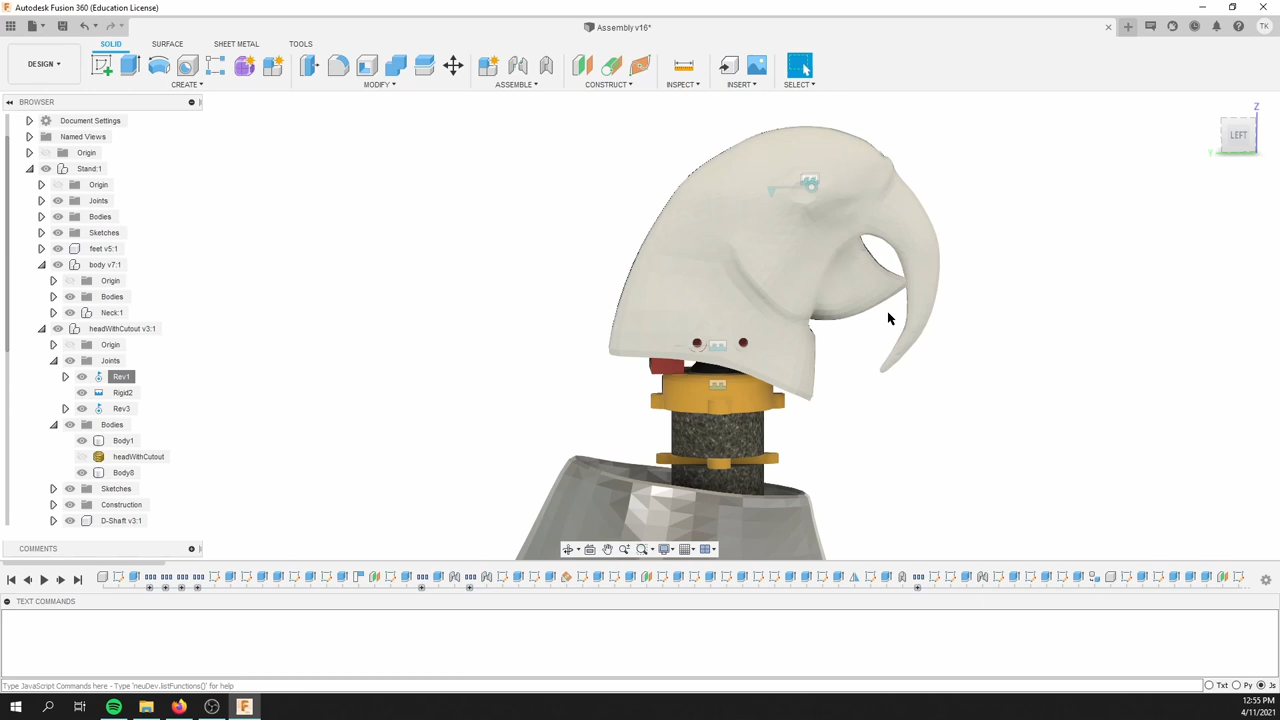 Autodesk Fusion 360 (Education License)
Assembly v16*
TK
DESIGN
SOLID
SURFACE
SHEET METAL
TOOLS
CREATE
MODIFY
ASSEMBLE
CONSTRUCT
INSPECT
INSERT
SELECT
BROWSER
Document Settings
Named Views
Origin
Stand:1
Origin
Joints
Bodies
Sketches
feet v5:1
body v7:1
Origin
Bodies
Neck:1
headWithCutout v3:1
Origin
Joints
Rev1
Rigid2
Rev3
Bodies
Body1
headWithCutout
Body8
Sketches
Construction
D-Shaft v3:1
Z
LEFT
Y
COMMENTS
TEXT COMMANDS
Type JavaScript Commands here - Type 'neuDev.listFunctions()' for help
Txt
Py
Js
12:55 PM
4/11/2021